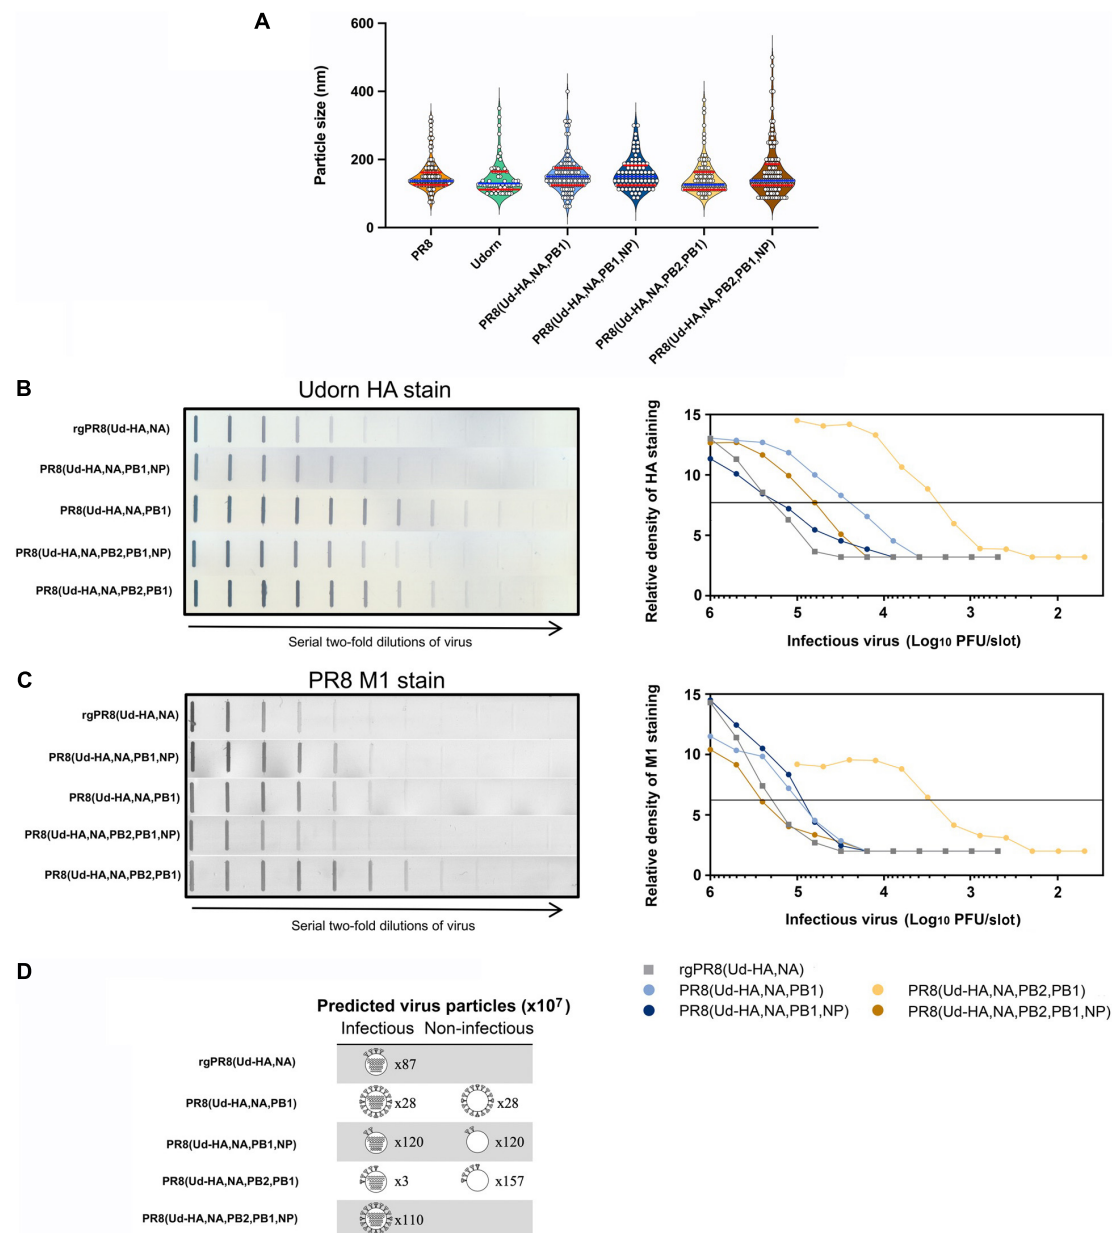 A
Particle size (nm)
600
400
200
0
PR8
Udorn
PR8(Ud-HA,NA,PB1)
PR8(Ud-HA,NA,PB1,NP)
PR8(Ud-HA,NA,PB2,PB1)
PR8(Ud-HA,NA,PB2,PB1,NP)
B
Udorn HA stain
rgPR8(Ud-HA,NA)
PR8(Ud-HA,NA,PB1,NP)
PR8(Ud-HA,NA,PB1)
PR8(Ud-HA,NA,PB2,PB1,NP)
PR8(Ud-HA,NA,PB2,PB1)
Serial two-fold dilutions of virus
Relative density of HA staining
15
10
5
0
6 5 4 3 2
Infectious virus (Log10 PFU/slot)
C
PR8 M1 stain
rgPR8(Ud-HA,NA)
PR8(Ud-HA,NA,PB1,NP)
PR8(Ud-HA,NA,PB1)
PR8(Ud-HA,NA,PB2,PB1,NP)
PR8(Ud-HA,NA,PB2,PB1)
Serial two-fold dilutions of virus
Relative density of M1 staining
15
10
5
0
6 5 4 3 2
Infectious virus (Log10 PFU/slot)
rgPR8(Ud-HA,NA)
PR8(Ud-HA,NA,PB1) PR8(Ud-HA,NA,PB2,PB1)
PR8(Ud-HA,NA,PB1,NP) PR8(Ud-HA,NA,PB2,PB1,NP)
D
Predicted virus particles (x10⁷)
Infectious Non-infectious
rgPR8(Ud-HA,NA) x87
PR8(Ud-HA,NA,PB1) x28 x28
PR8(Ud-HA,NA,PB1,NP) x120 x120
PR8(Ud-HA,NA,PB2,PB1) x3 x157
PR8(Ud-HA,NA,PB2,PB1,NP) x110